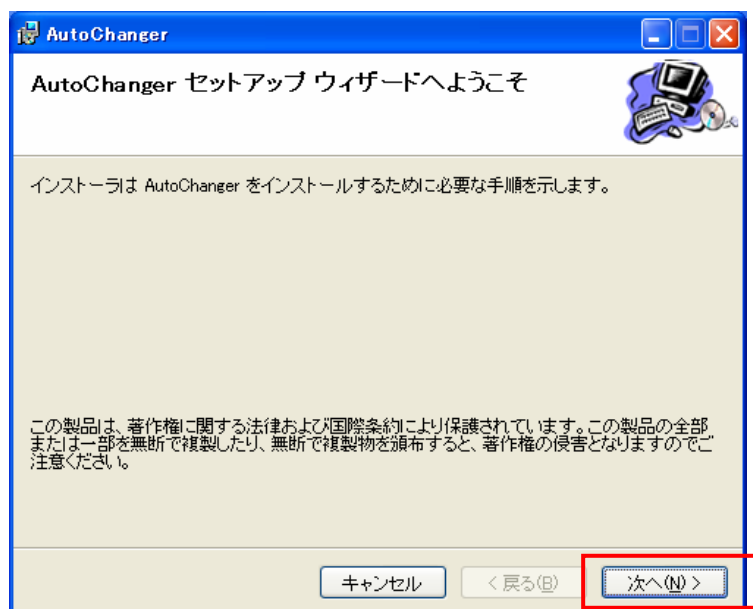 AutoChanger
AutoChanger セットアップ ウィザードへようこそ
インストーラは AutoChanger をインストールするために必要な手順を示します。
この製品は、著作権に関する法律および国際条約により保護されています。この製品の全部
または一部を無断で複製したり、無断で複製物を頒布すると、著作権の侵害となりますのでご
注意ください。
キャンセル
< 戻る(B)
次へ(N) >